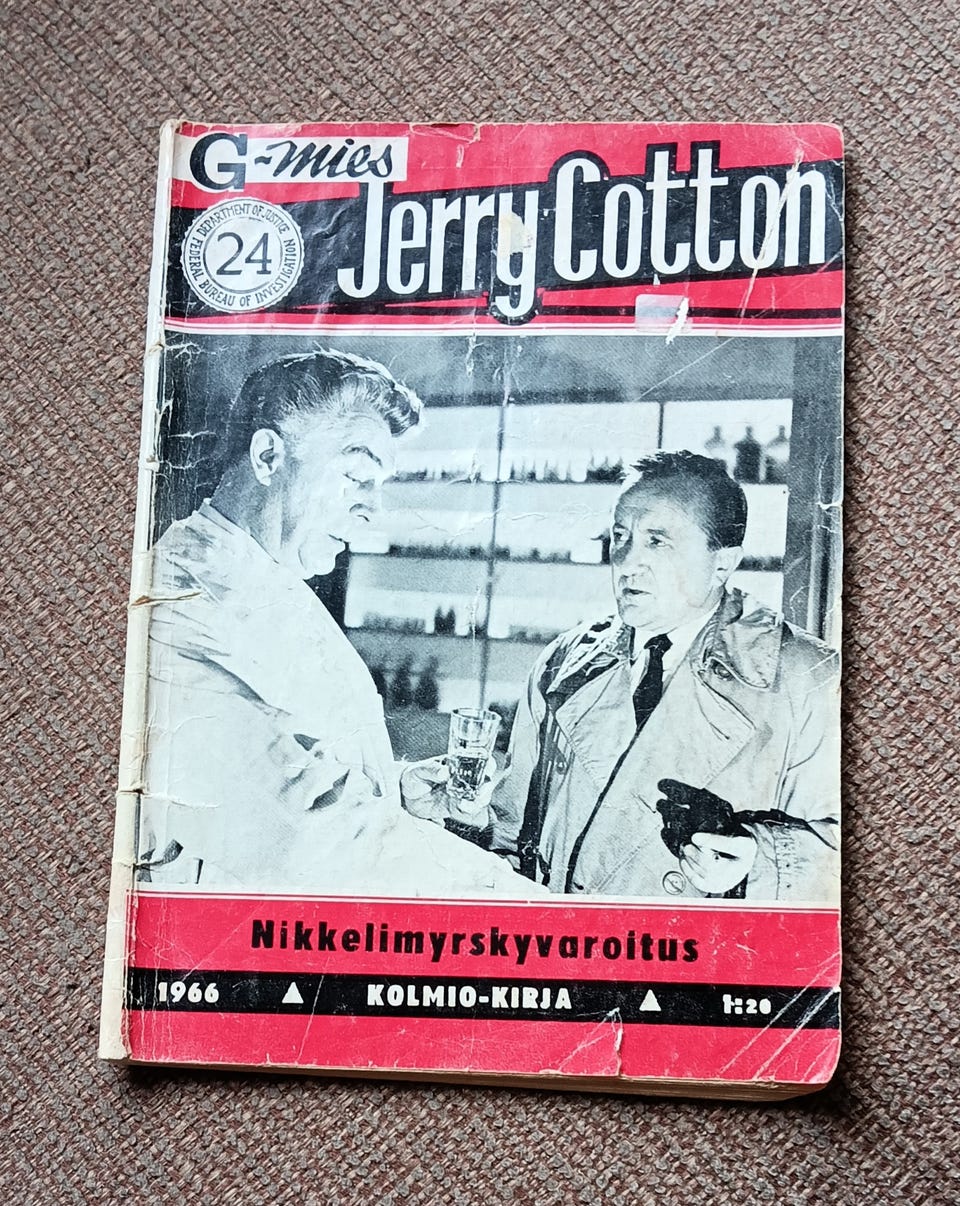 G-mies
Jerry Cotton
DEPARTMENT OF JUSTICE
24
FEDERAL BUREAU OF INVESTIGATION
Nikkelimyrskyvaroitus
1966 KOLMIO-KIRJA 1:20